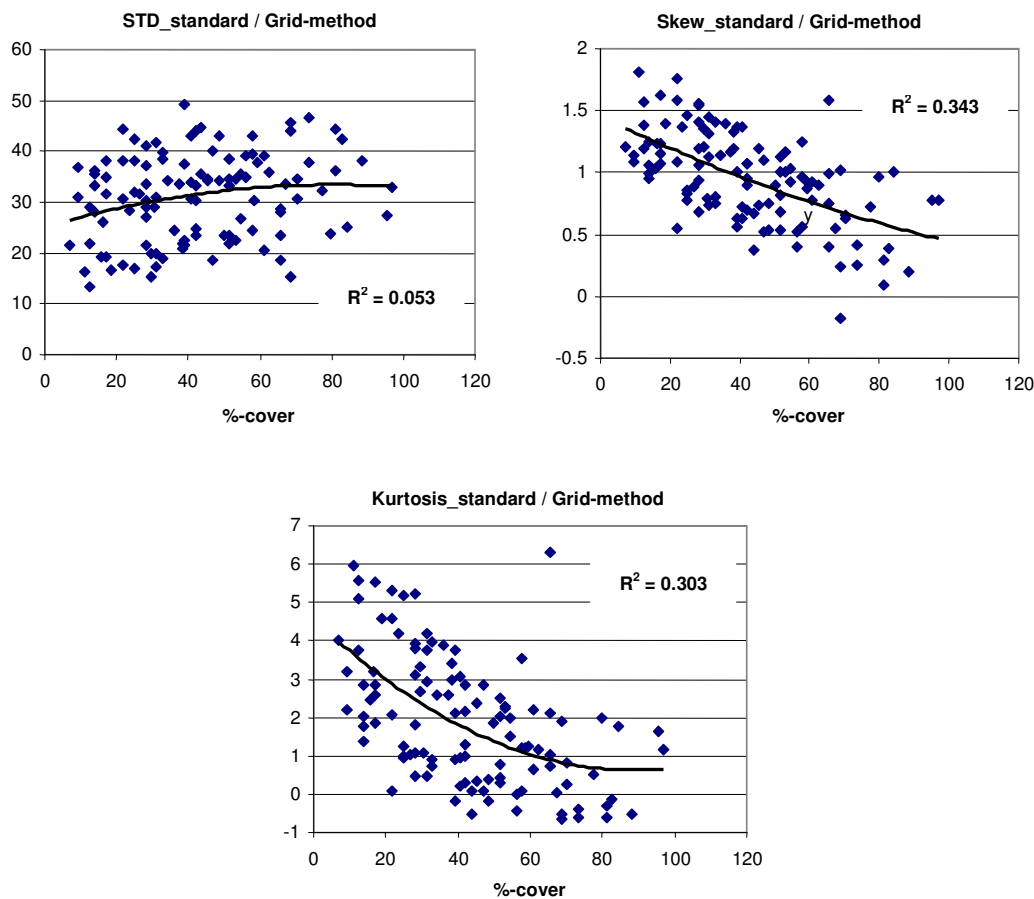 STD_standard / Grid-method
60
50
40
30
20
10
0
R² = 0.053
0 20 40 60 80 100 120
%-cover
Skew_standard / Grid-method
2
1.5
1
0.5
0
-0.5
R² = 0.343
y
0 20 40 60 80 100 120
%-cover
Kurtosis_standard / Grid-method
7
6
5
4
3
2
1
0
-1
R² = 0.303
0 20 40 60 80 100 120
%-cover